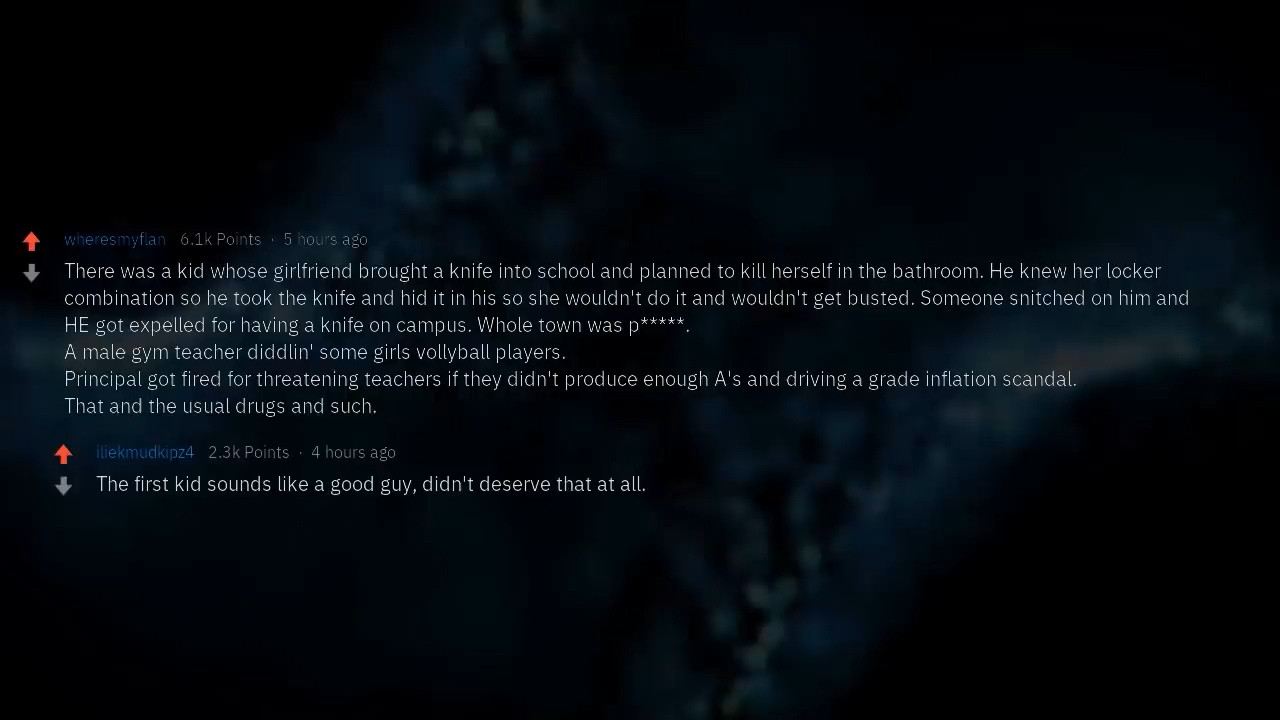 wheresmyflan 6.1k Points · 5 hours ago
There was a kid whose girlfriend brought a knife into school and planned to kill herself in the bathroom. He knew her locker
combination so he took the knife and hid it in his so she wouldn't do it and wouldn't get busted. Someone snitched on him and
HE got expelled for having a knife on campus. Whole town was p*****.
A male gym teacher diddlin' some girls vollyball players.
Principal got fired for threatening teachers if they didn't produce enough A's and driving a grade inflation scandal.
That and the usual drugs and such.
iliekmudkipz4 2.3k Points · 4 hours ago
The first kid sounds like a good guy, didn't deserve that at all.